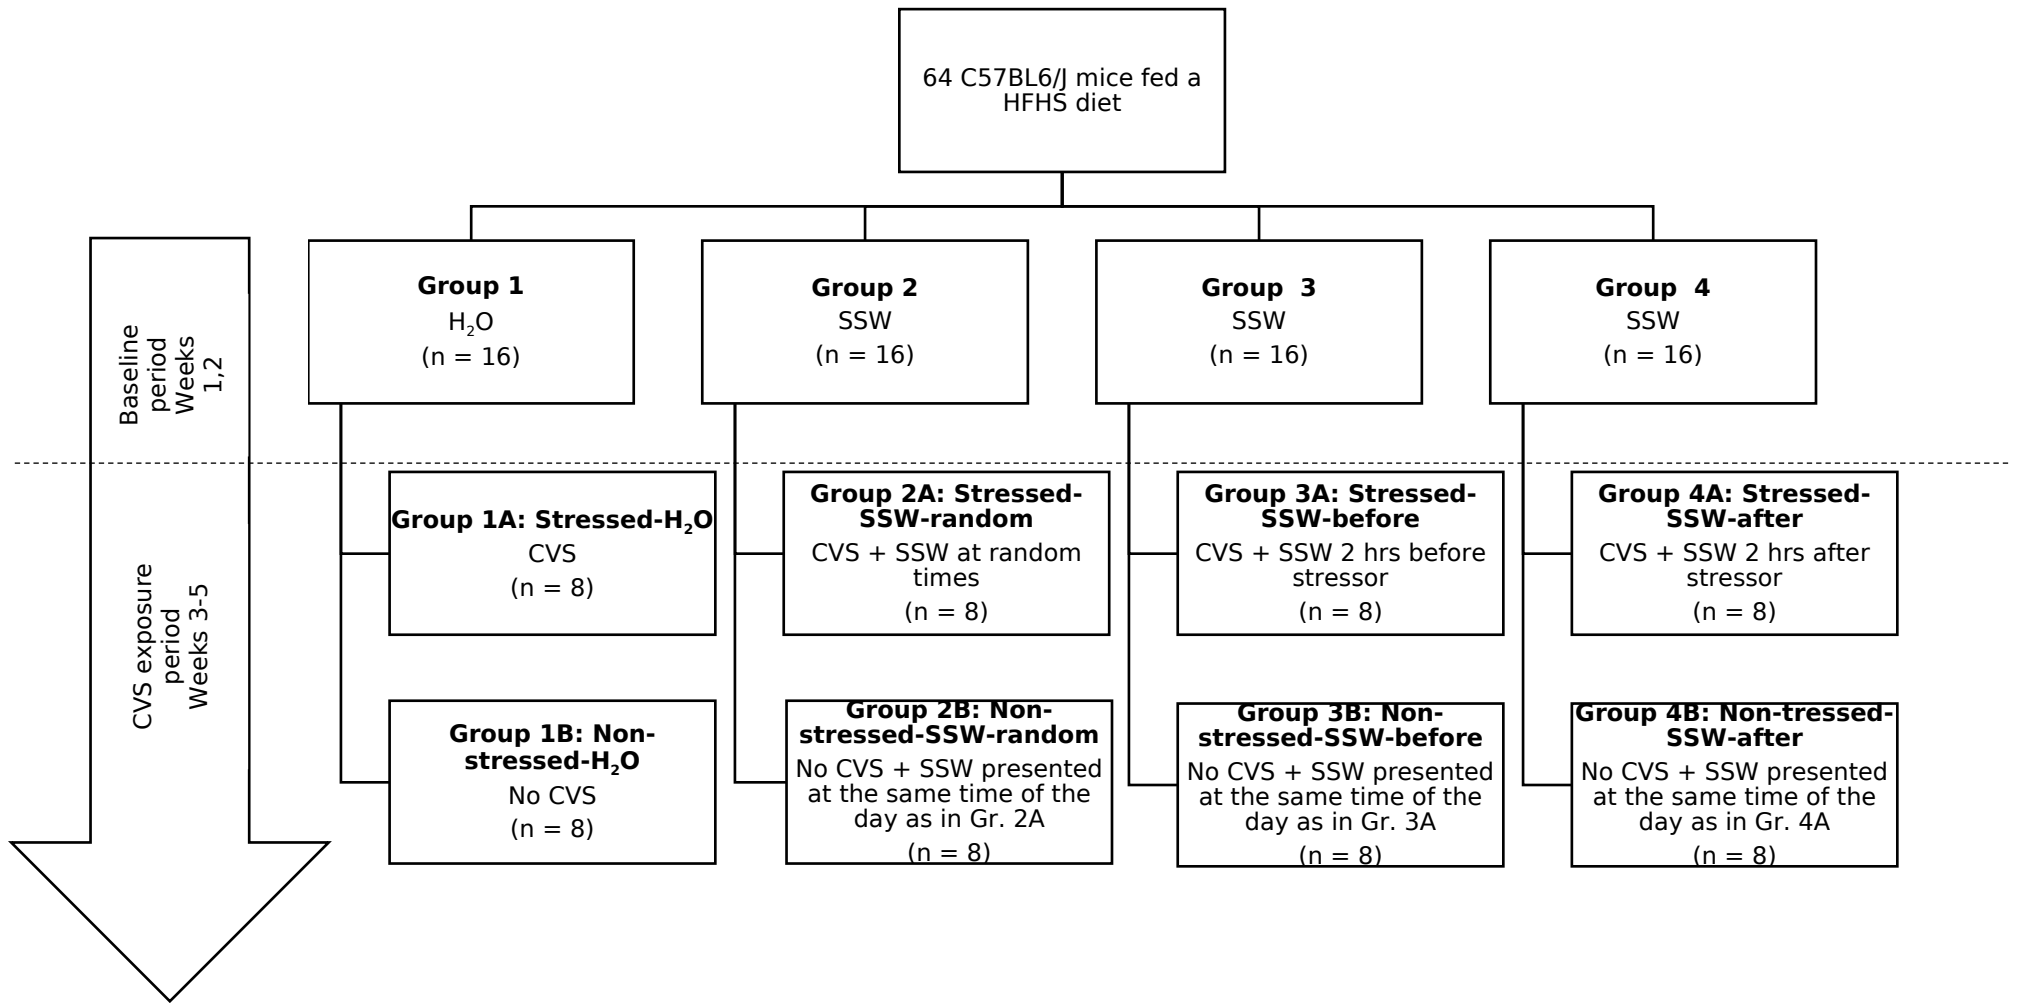 64 C57BL6/J mice fed a
HFHS diet
Baseline
period
Weeks
1,2
Group 1
H₂O
(n = 16)
Group 2
SSW
(n = 16)
Group  3
SSW
(n = 16)
Group  4
SSW
(n = 16)
CVS exposure
period
Weeks 3-5
Group 1A: Stressed-H₂O
CVS
(n = 8)
Group 2A: Stressed-
SSW-random
CVS + SSW at random
times
(n = 8)
Group 3A: Stressed-
SSW-before
CVS + SSW 2 hrs before
stressor
(n = 8)
Group 4A: Stressed-
SSW-after
CVS + SSW 2 hrs after
stressor
(n = 8)
Group 1B: Non-
stressed-H₂O
No CVS
(n = 8)
Group 2B: Non-
stressed-SSW-random
No CVS + SSW presented
at the same time of the
day as in Gr. 2A
(n = 8)
Group 3B: Non-
stressed-SSW-before
No CVS + SSW presented
at the same time of the
day as in Gr. 3A
(n = 8)
Group 4B: Non-tressed-
SSW-after
No CVS + SSW presented
at the same time of the
day as in Gr. 4A
(n = 8)